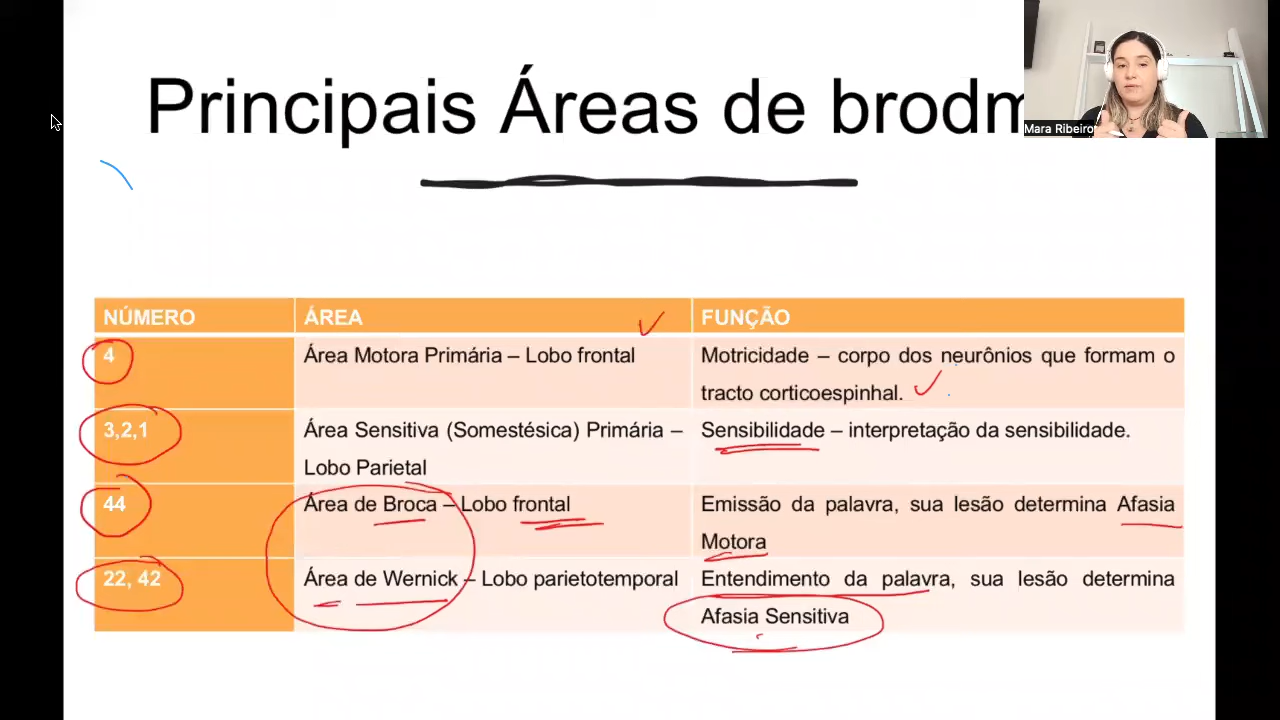 Principais Áreas de brodm
Mara Ribeiro
NÚMERO ÁREA FUNÇÃO
4 Área Motora Primária – Lobo frontal Motricidade – corpo dos neurônios que formam o
tracto corticoespinhal.
3,2,1 Área Sensitiva (Somestésica) Primária – Sensibilidade – interpretação da sensibilidade.
Lobo Parietal
44 Área de Broca – Lobo frontal Emissão da palavra, sua lesão determina Afasia
Motora
22, 42 Área de Wernick – Lobo parietotemporal Entendimento da palavra, sua lesão determina
Afasia Sensitiva